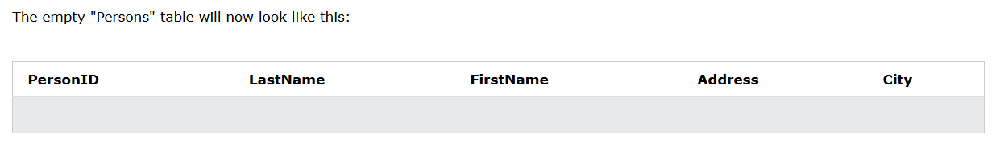 The empty "Persons" table will now look like this:
PersonID LastName FirstName Address City